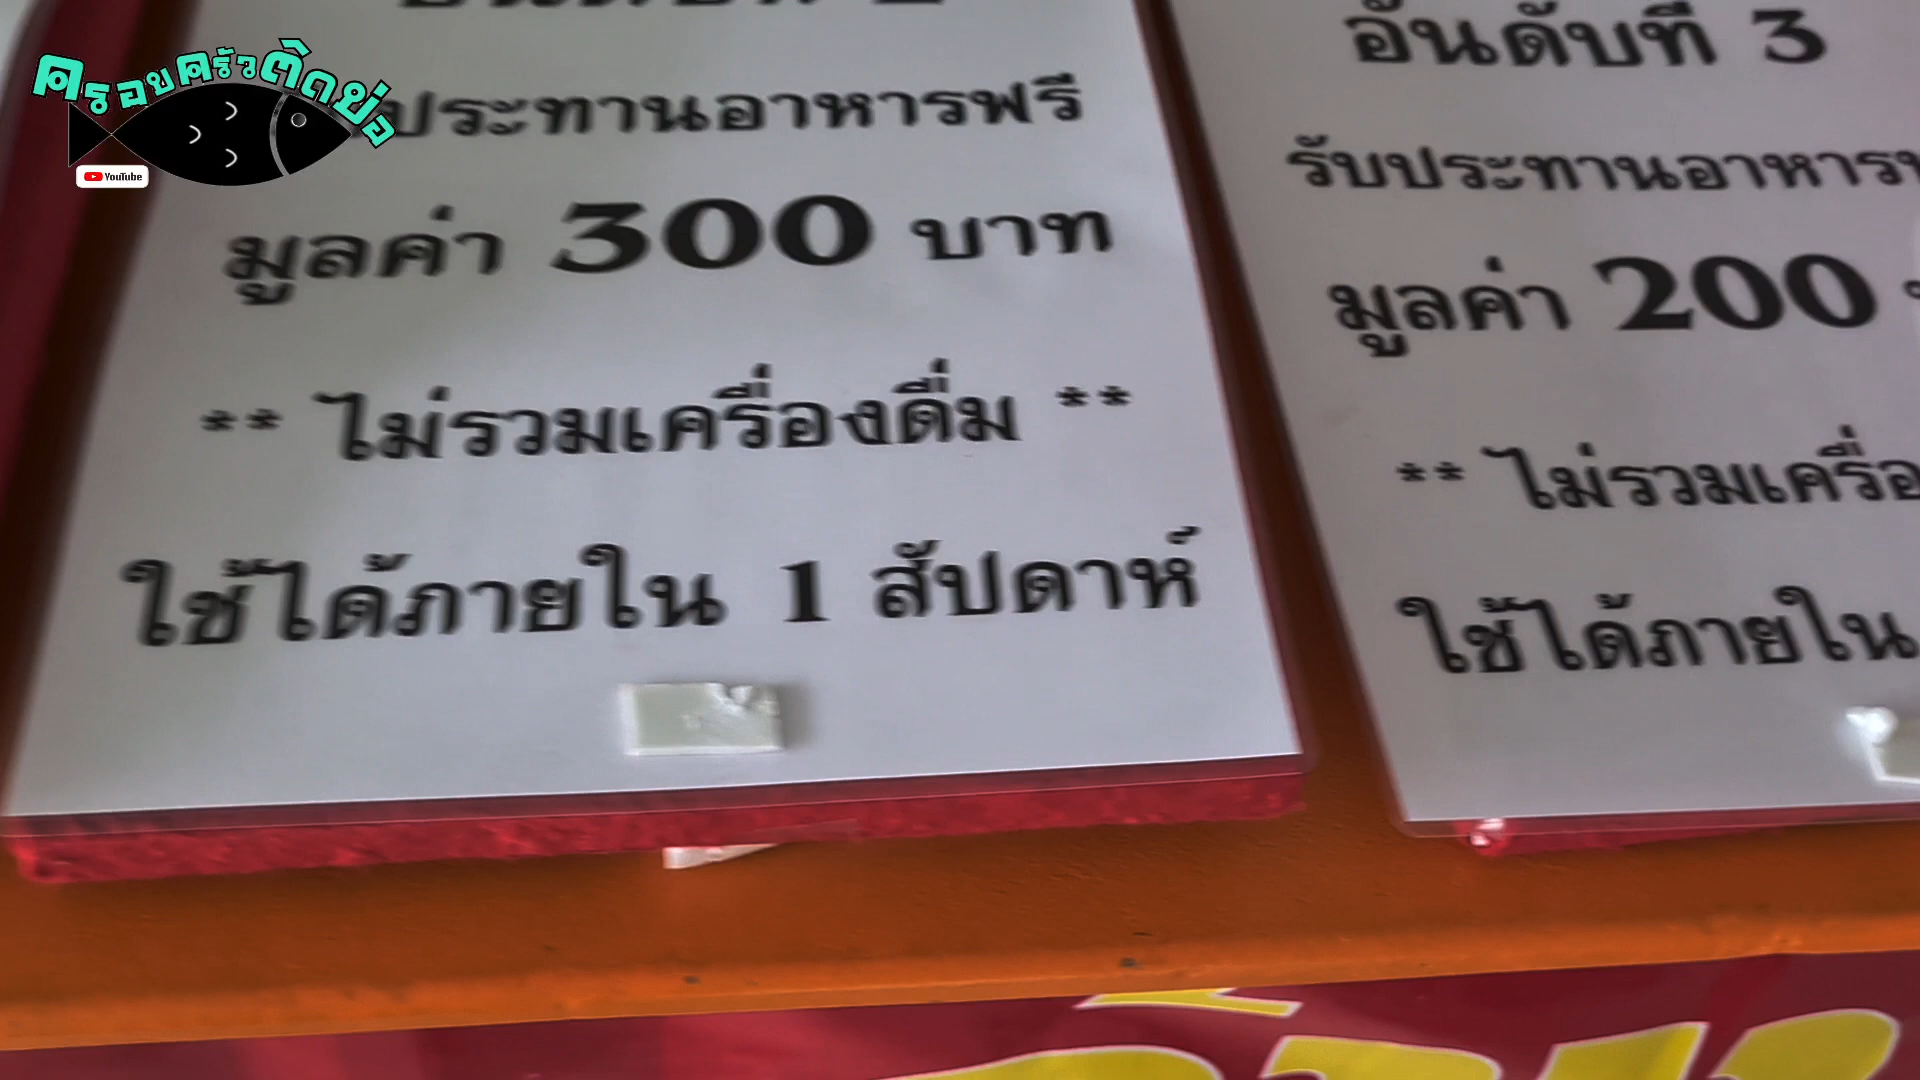 ครอบครัวติดบ่อ
YouTube
ประทานอาหารฟรี
มูลค่า 300 บาท
** ไม่รวมเครื่องดื่ม **
ใช้ได้ภายใน 1 สัปดาห์
อันดับที่ 3
รับประทานอาหาร
มูลค่า 200
** ไม่รวมเครื่อ
ใช้ได้ภายใน